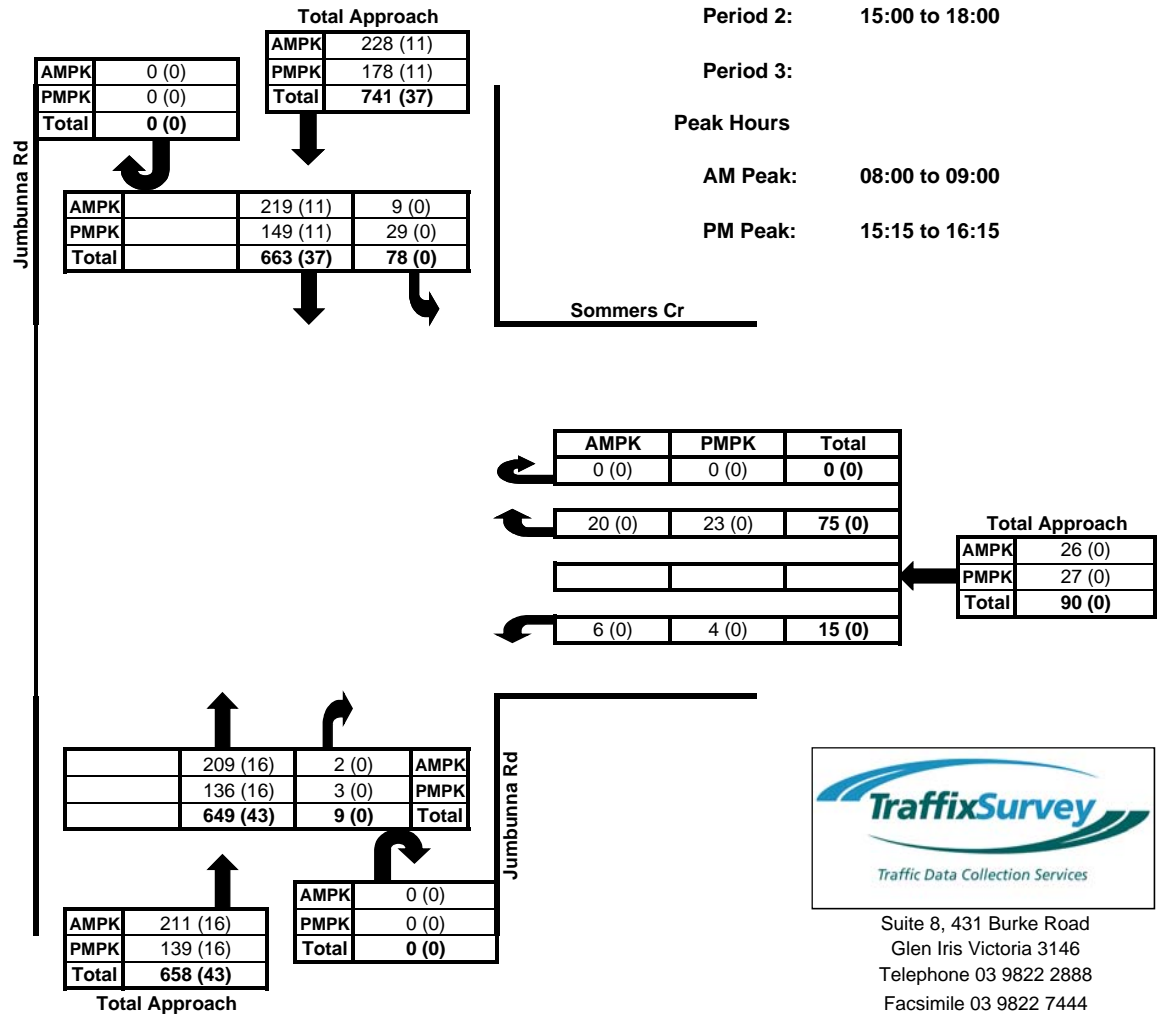 Total Approach
AMPK 228 (11)
PMPK 178 (11)
Total 741 (37)
Period 2: 15:00 to 18:00
Period 3:
Peak Hours
AM Peak: 08:00 to 09:00
PM Peak: 15:15 to 16:15
AMPK 0 (0)
PMPK 0 (0)
Total 0 (0)
Jumbunna Rd
AMPK 219 (11) 9 (0)
PMPK 149 (11) 29 (0)
Total 663 (37) 78 (0)
Sommers Cr
AMPK PMPK Total
0 (0) 0 (0) 0 (0)
20 (0) 23 (0) 75 (0)
6 (0) 4 (0) 15 (0)
Total Approach
AMPK 26 (0)
PMPK 27 (0)
Total 90 (0)
209 (16) 2 (0) AMPK
136 (16) 3 (0) PMPK
649 (43) 9 (0) Total
Jumbunna Rd
AMPK 0 (0)
PMPK 0 (0)
Total 0 (0)
AMPK 211 (16)
PMPK 139 (16)
Total 658 (43)
Total Approach
TraffixSurvey
Traffic Data Collection Services
Suite 8, 431 Burke Road
Glen Iris Victoria 3146
Telephone 03 9822 2888
Facsimile 03 9822 7444